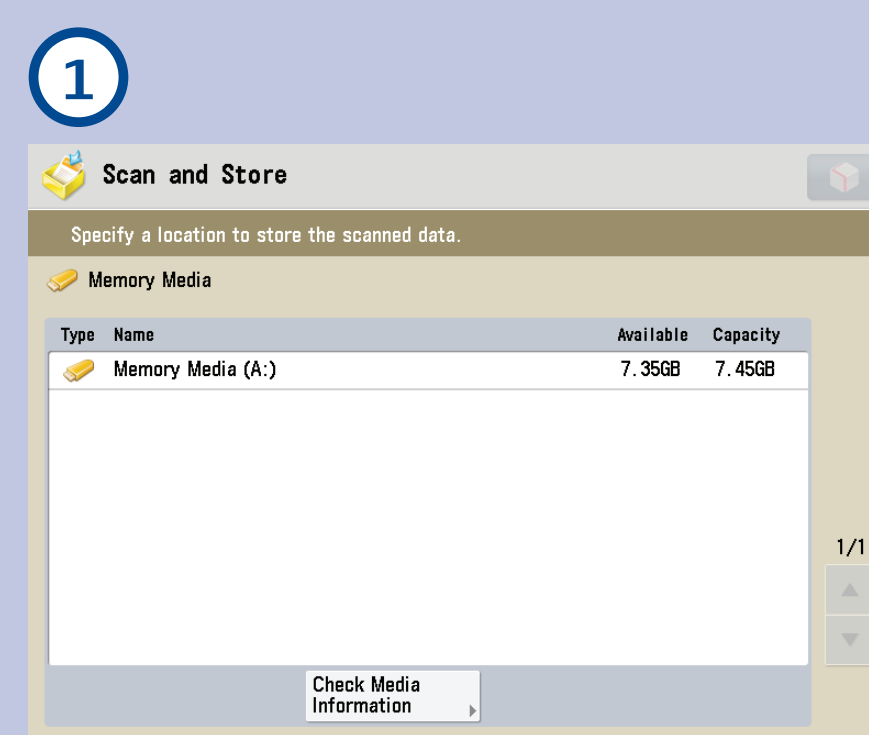 1
Scan and Store
Specify a location to store the scanned data.
Memory Media
Type Name Available Capacity
Memory Media (A:) 7.35GB 7.45GB
1/1
Check Media
Information